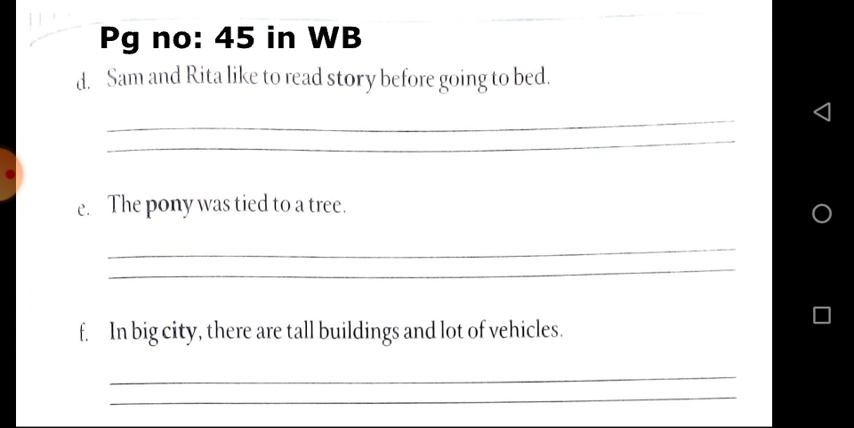 Pg no: 45 in WB
d. Sam and Rita like to read story before going to bed.
e. The pony was tied to a tree.
f. In big city, there are tall buildings and lot of vehicles.